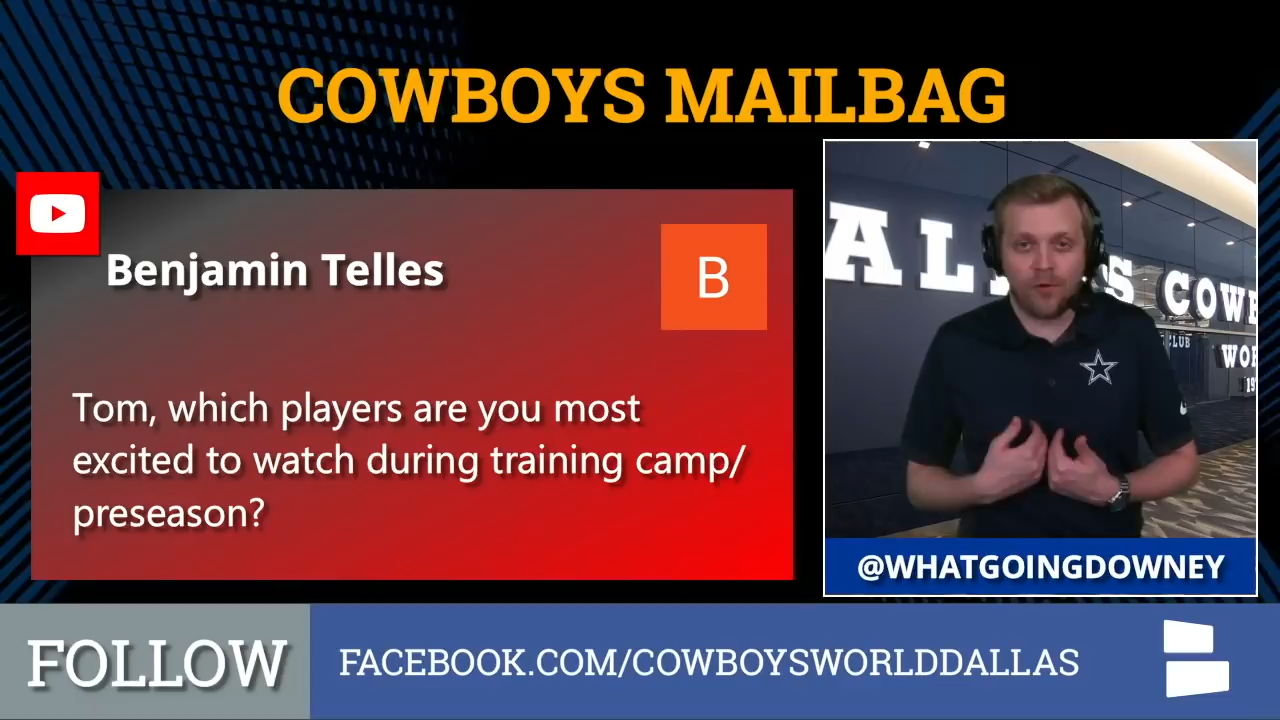 COWBOYS MAILBAG
Benjamin Telles
B
Tom, which players are you most
excited to watch during training camp/
preseason?
CLUB
@WHATGOINGDOWNEY
FOLLOW
FACEBOOK.COM/COWBOYSWORLDDALLAS